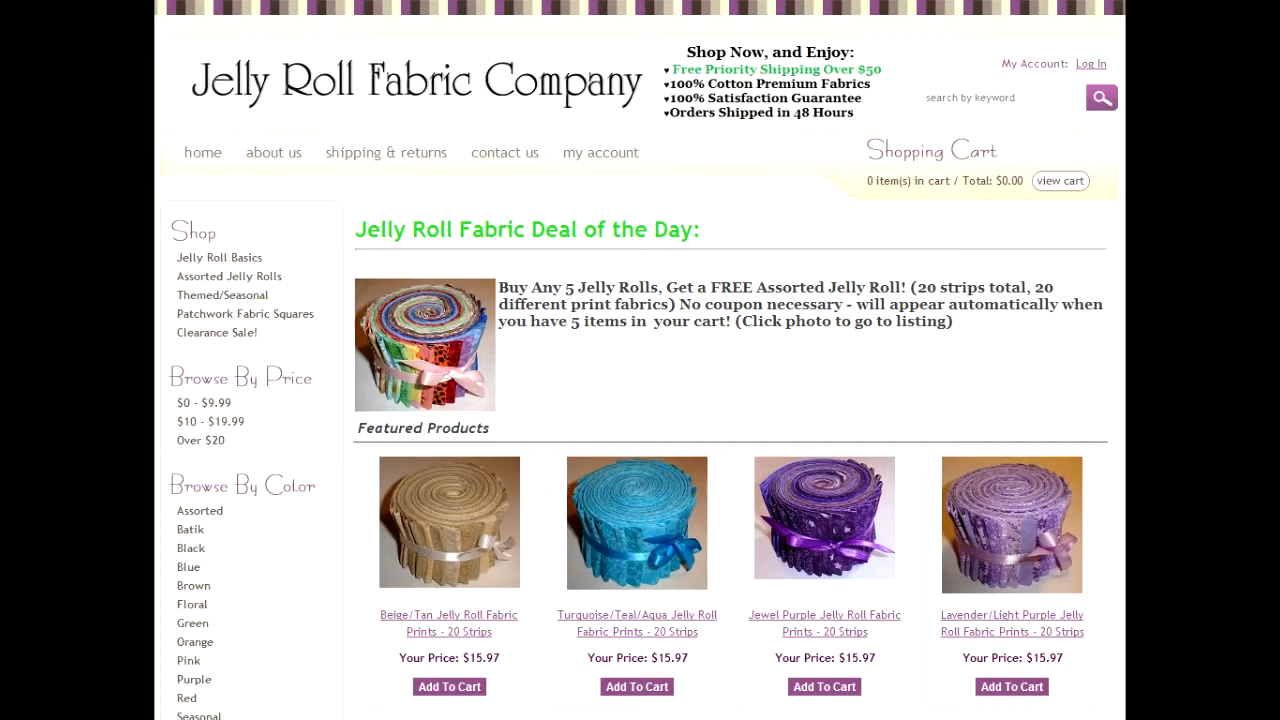 Jelly Roll Fabric Company
Shop Now, and Enjoy:
♥ Free Priority Shipping Over $50
♥100% Cotton Premium Fabrics
♥100% Satisfaction Guarantee
♥Orders Shipped in 48 Hours
My Account: Log In
search by keyword
home about us shipping & returns contact us my account
Shopping Cart
0 item(s) in cart / Total: $0.00 view cart
Shop
Jelly Roll Basics
Assorted Jelly Rolls
Themed/Seasonal
Patchwork Fabric Squares
Clearance Sale!
Browse By Price
$0 - $9.99
$10 - $19.99
Over $20
Browse By Color
Assorted
Batik
Black
Blue
Brown
Floral
Green
Orange
Pink
Purple
Red
Seasonal
Jelly Roll Fabric Deal of the Day:
Buy Any 5 Jelly Rolls, Get a FREE Assorted Jelly Roll! (20 strips total, 20
different print fabrics) No coupon necessary - will appear automatically when
you have 5 items in your cart! (Click photo to go to listing)
Featured Products
Beige/Tan Jelly Roll Fabric
Prints - 20 Strips
Your Price: $15.97
Add To Cart
Turquoise/Teal/Aqua Jelly Roll
Fabric Prints - 20 Strips
Your Price: $15.97
Add To Cart
Jewel Purple Jelly Roll Fabric
Prints - 20 Strips
Your Price: $15.97
Add To Cart
Lavender/Light Purple Jelly
Roll Fabric Prints - 20 Strips
Your Price: $15.97
Add To Cart